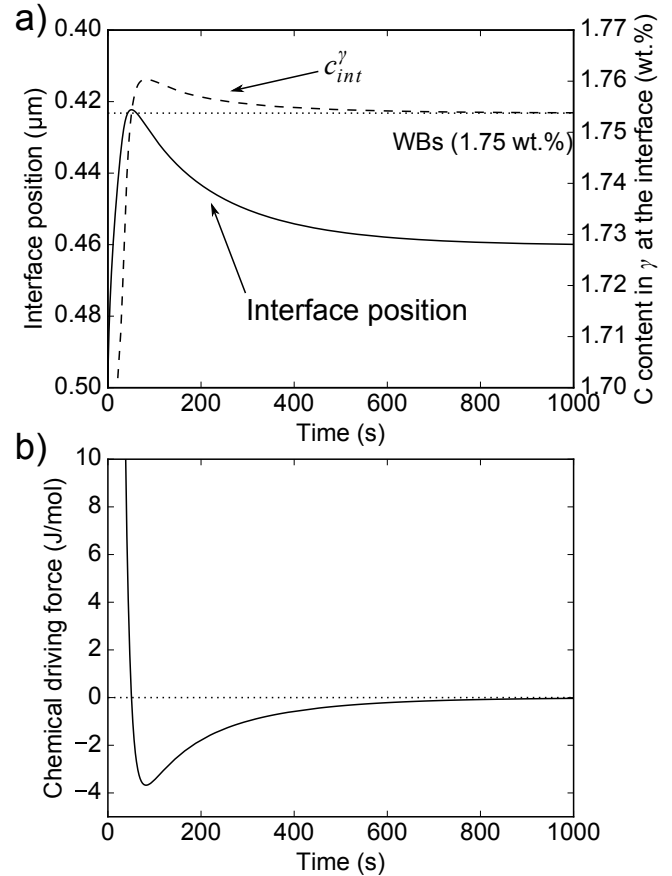 a)
0.40
0.42
0.44
0.46
0.48
0.50
Interface position (μm)
1.77
1.76
1.75
1.74
1.73
1.72
1.71
1.70
C content in γ at the interface (wt.%)
c_int^γ
WBs (1.75 wt.%)
Interface position
0 200 400 600 800 1000
Time (s)
b)
10
8
6
4
2
0
−2
−4
Chemical driving force (J/mol)
0 200 400 600 800 1000
Time (s)